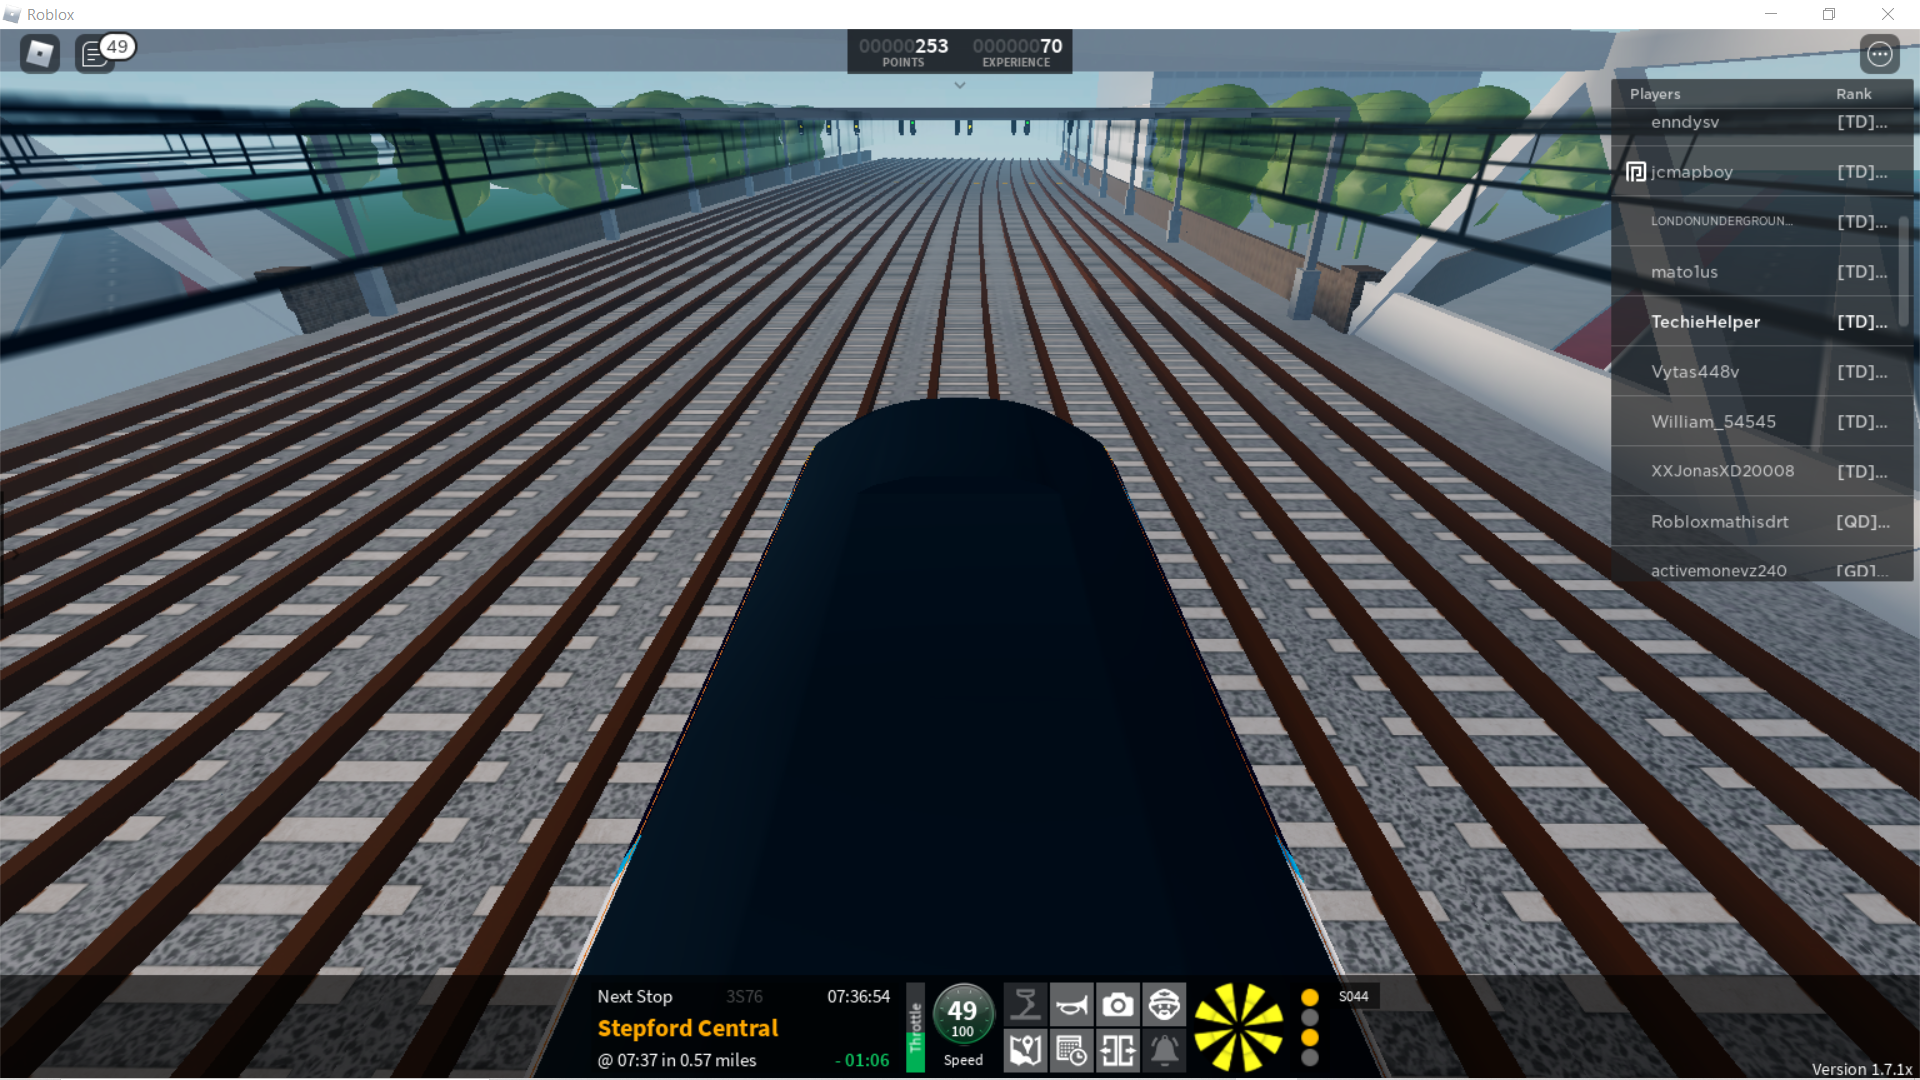 Roblox
49
00000253
POINTS
00000070
EXPERIENCE
Players Rank
enndysv [TD]...
jcmapboy [TD]...
LONDONUNDERGROUN... [TD]...
mato1us [TD]...
TechieHelper [TD]...
Vytas448v [TD]...
William_54545 [TD]...
XXJonasXD20008 [TD]...
Robloxmathisdrt [QD]...
activemonevz240 [GD]...
Next Stop 3S76 07:36:54
Stepford Central
@ 07:37 in 0.57 miles - 01:06
Throttle
49
100
Speed
S044
Version 1.7.1x